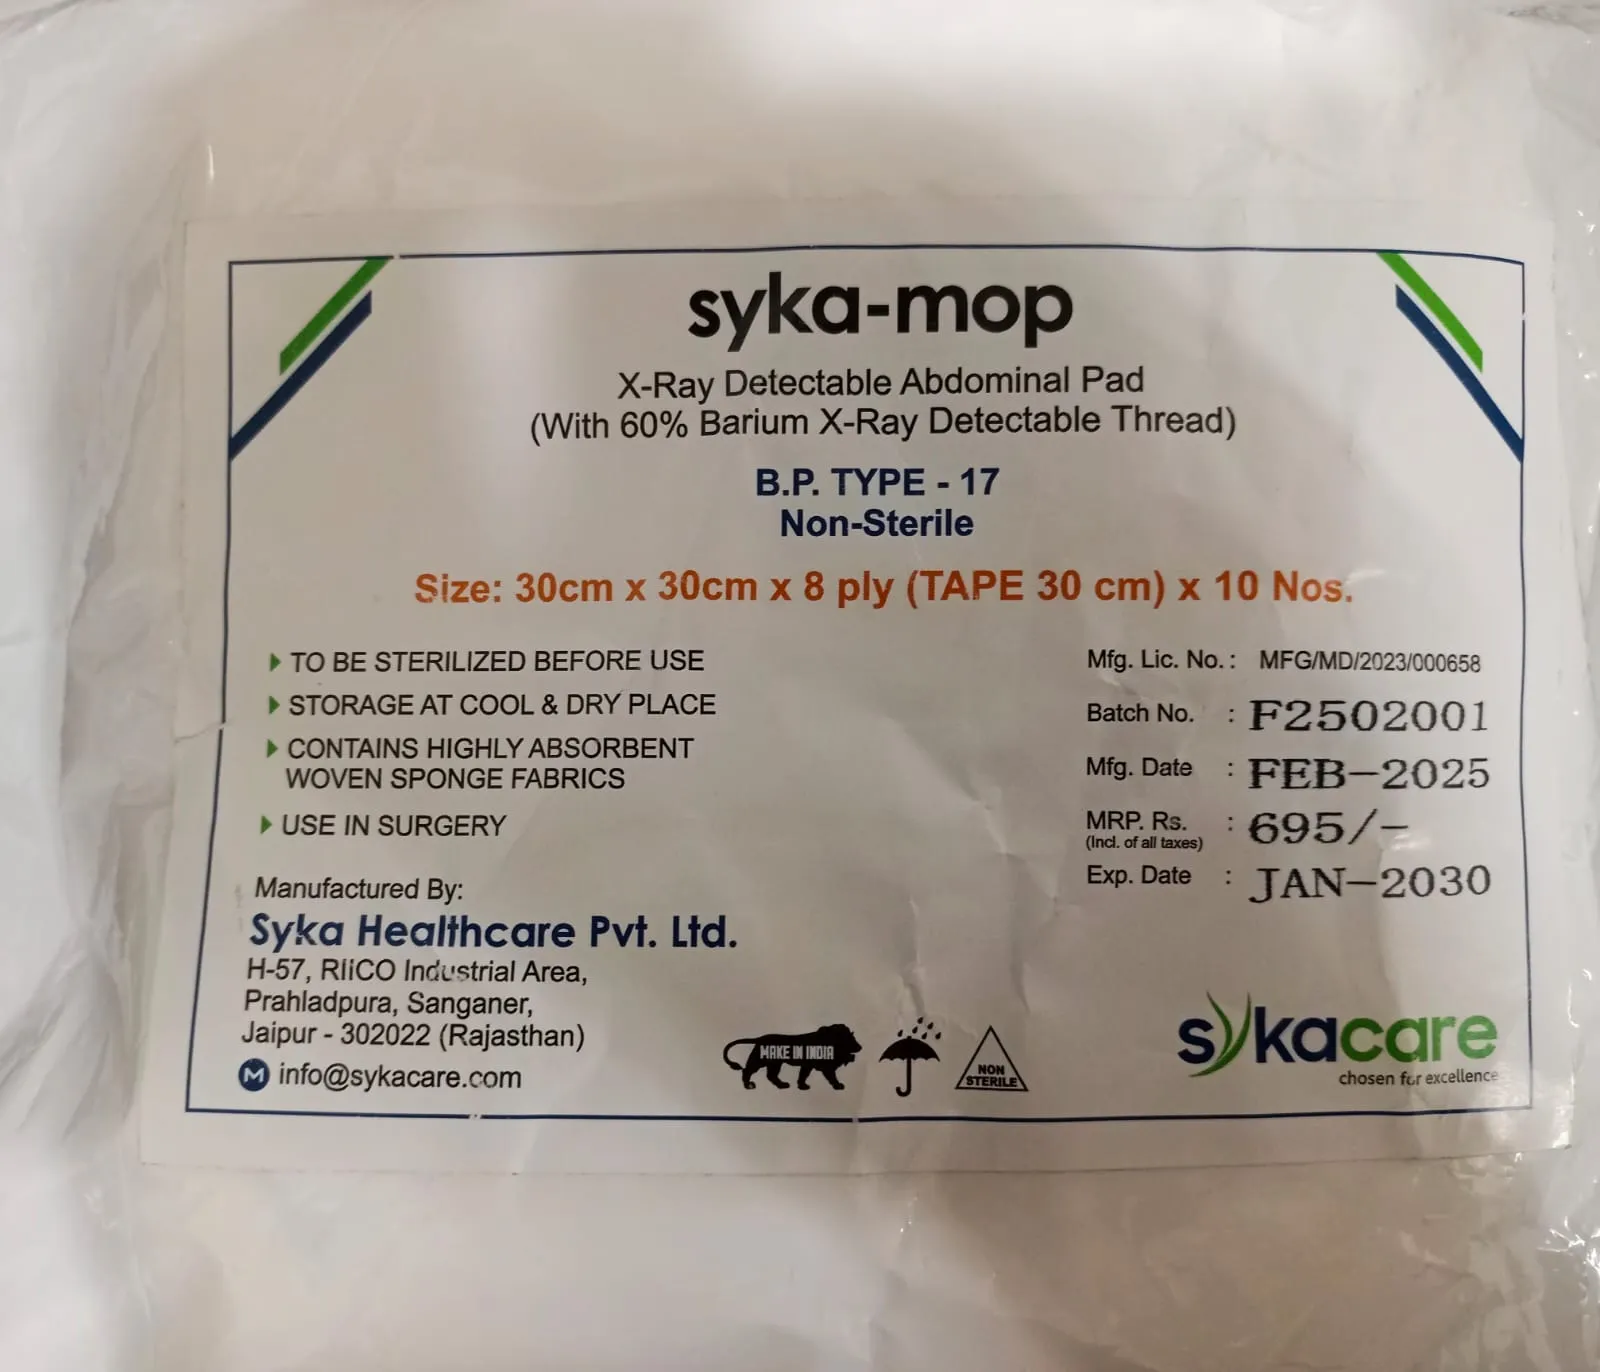 syka-mop
X-Ray Detectable Abdominal Pad
(With 60% Barium X-Ray Detectable Thread)
B.P. TYPE - 17
Non-Sterile
Size: 30cm x 30cm x 8 ply (TAPE 30 cm) x 10 Nos.
TO BE STERILIZED BEFORE USE
STORAGE AT COOL & DRY PLACE
CONTAINS HIGHLY ABSORBENT
WOVEN SPONGE FABRICS
USE IN SURGERY
Mfg. Lic. No. : MFG/MD/2023/000658
Batch No. : F2502001
Mfg. Date : FEB-2025
MRP. Rs. : 695/-
(Incl. of all taxes)
Exp. Date : JAN-2030
Manufactured By:
Syka Healthcare Pvt. Ltd.
H-57, RIICO Industrial Area,
Prahladpura, Sanganer,
Jaipur - 302022 (Rajasthan)
M info@sykacare.com
MAKE IN INDIA
NON
STERILE
sykacare
chosen for excellence